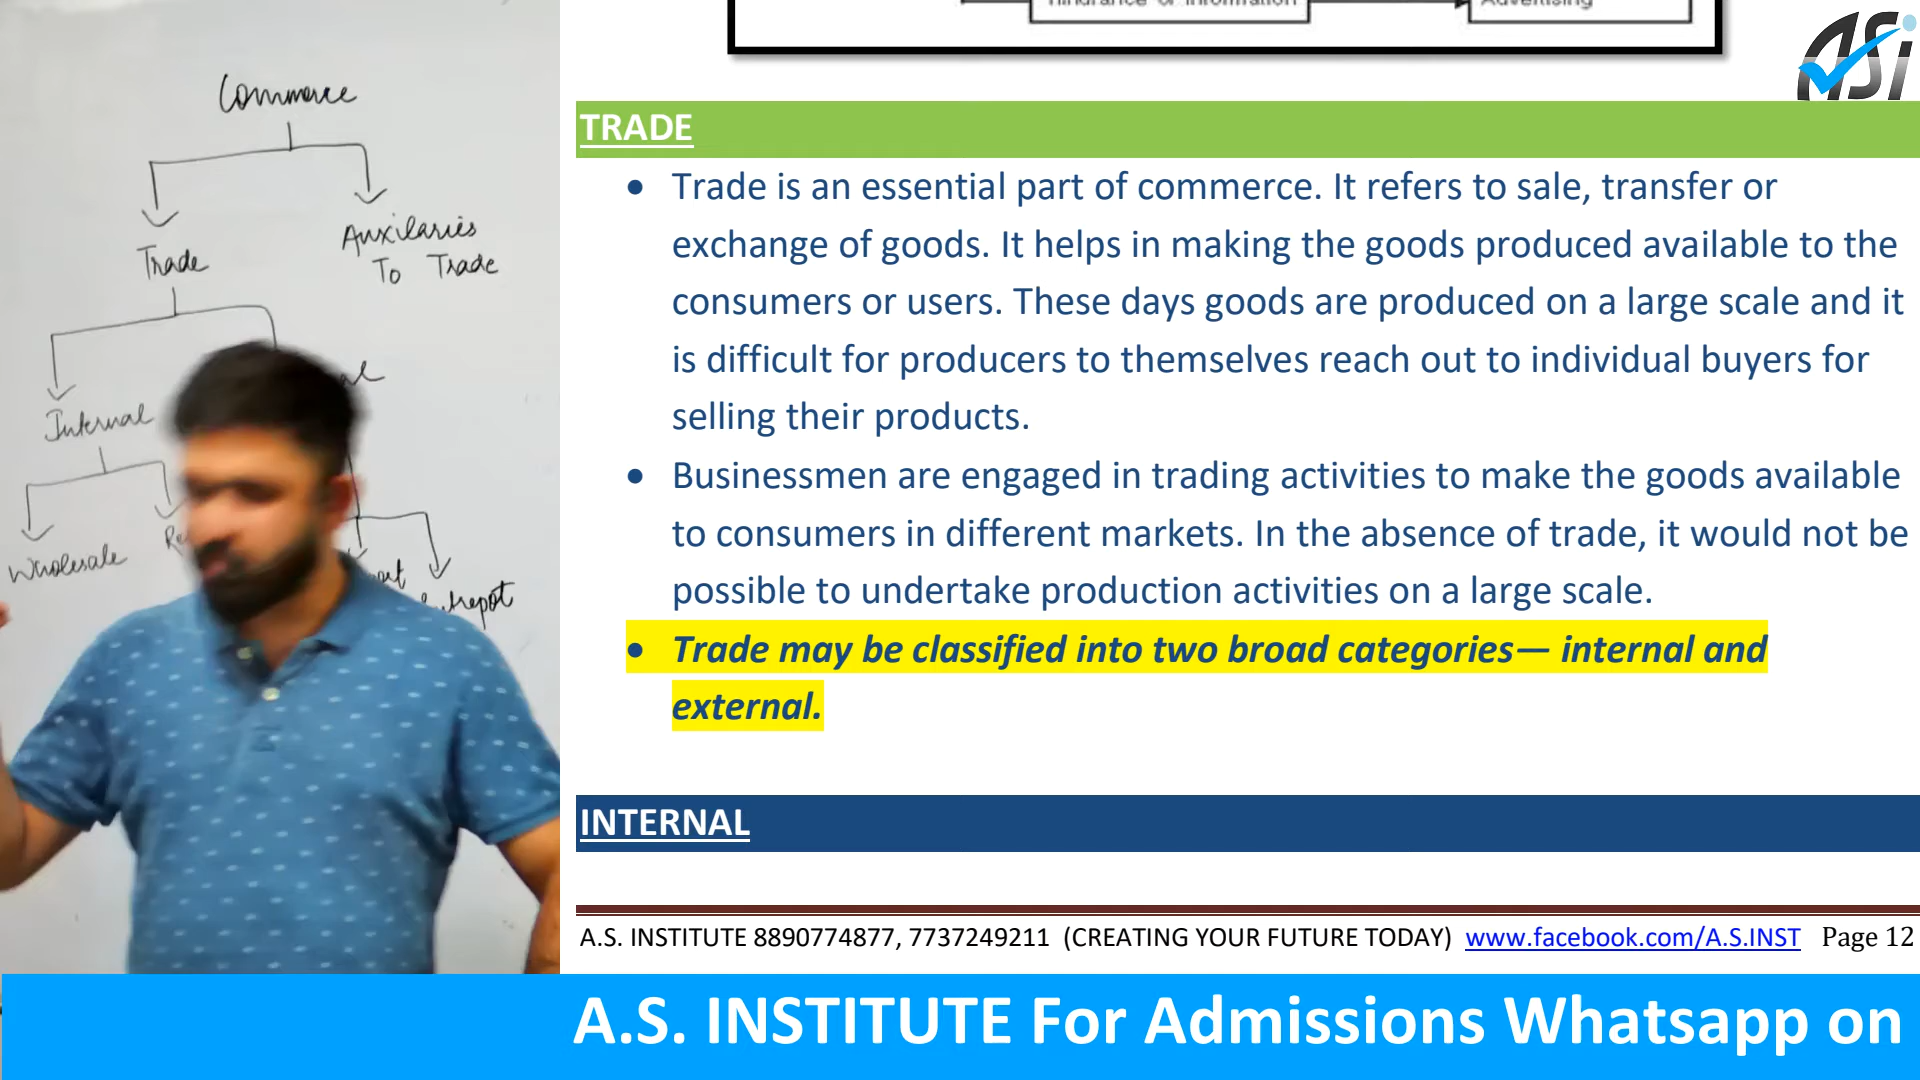 Commerce
Trade
Auxilaries
To Trade
Internal
Wholesale
Advertising
ASi
TRADE
• Trade is an essential part of commerce. It refers to sale, transfer or
exchange of goods. It helps in making the goods produced available to the
consumers or users. These days goods are produced on a large scale and it
is difficult for producers to themselves reach out to individual buyers for
selling their products.
• Businessmen are engaged in trading activities to make the goods available
to consumers in different markets. In the absence of trade, it would not be
possible to undertake production activities on a large scale.
• Trade may be classified into two broad categories— internal and
external.
INTERNAL
A.S. INSTITUTE 8890774877, 7737249211 (CREATING YOUR FUTURE TODAY) www.facebook.com/A.S.INST Page 12
A.S. INSTITUTE For Admissions Whatsapp on